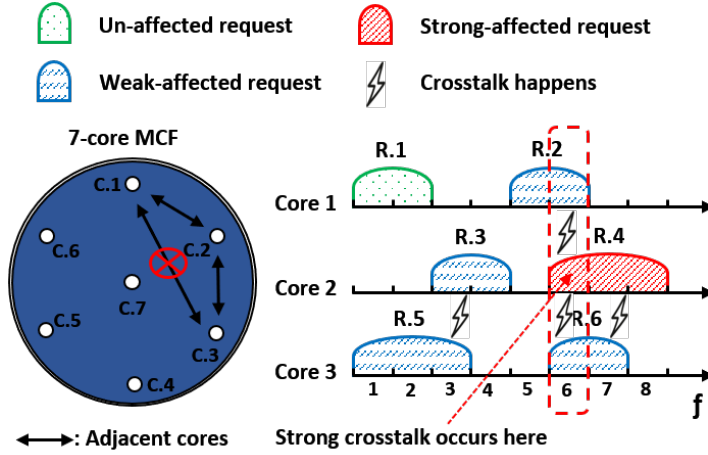 Un-affected request
Strong-affected request
Weak-affected request
Crosstalk happens
7-core MCF
C.1
C.2
C.6
C.7
C.5
C.3
C.4
R.1
R.2
Core 1
R.3
R.4
Core 2
R.5
R.6
Core 3
1 2 3 4 5 6 7 8
f
: Adjacent cores
Strong crosstalk occurs here